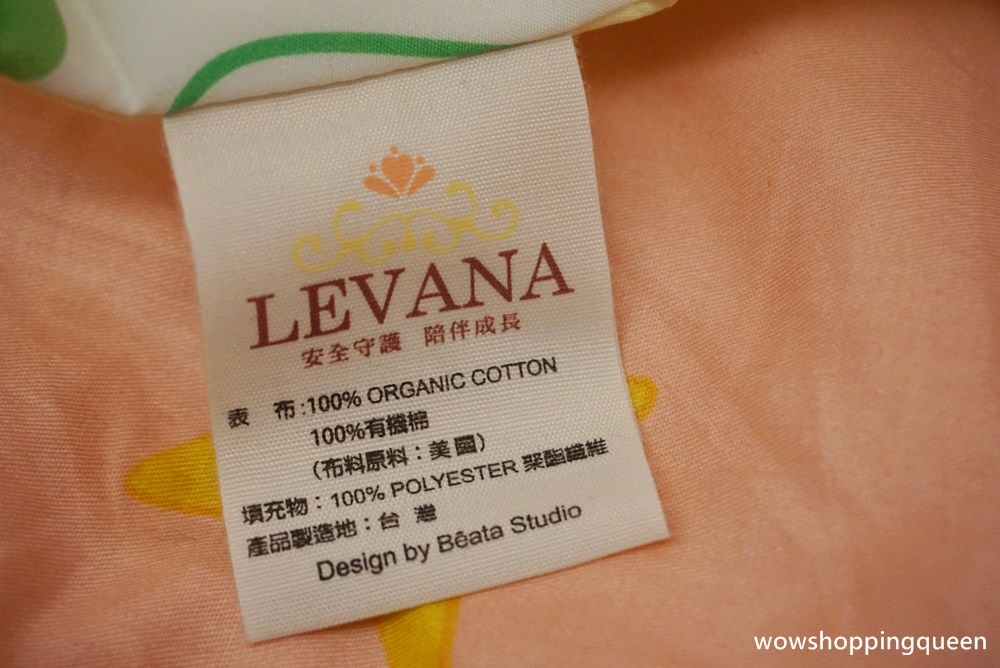 LEVANA
安全守護 陪伴成長
表 布:100% ORGANIC COTTON
100%有機棉
(布料原料:美國)
填充物:100% POLYESTER 聚酯纖維
產品製造地:台 灣
Design by Bêata Studio
wowshoppingqueen